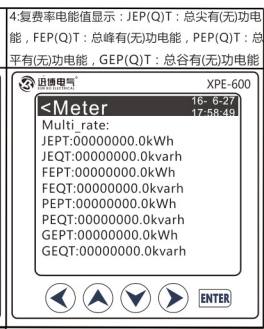 4:复费率电能值显示：JEP(Q)T：总尖有(无)功电
能，FEP(Q)T：总峰有(无)功电能，PEP(Q)T：总
平有(无)功电能，GEP(Q)T：总谷有(无)功电能
迅博电气
XPE-600
<Meter
16- 6-27
17:58:49
Multi_rate:
JEPT:00000000.0kWh
JEQT:00000000.0kvarh
FEPT:00000000.0kWh
FEQT:00000000.0kvarh
PEPT:00000000.0kWh
PEQT:00000000.0kvarh
GEPT:00000000.0kWh
GEQT:00000000.0kvarh
ENTER